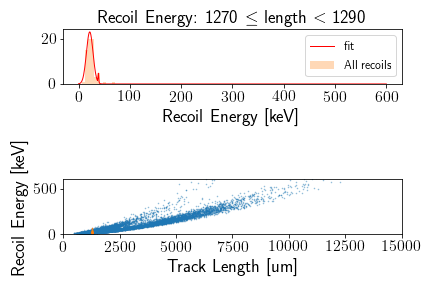 Recoil Energy: 1270 ≤ length < 1290
20
0
fit
All recoils
0 100 200 300 400 500 600
Recoil Energy [keV]
Recoil Energy [keV]
500
0
0 2500 5000 7500 10000 12500 15000
Track Length [um]